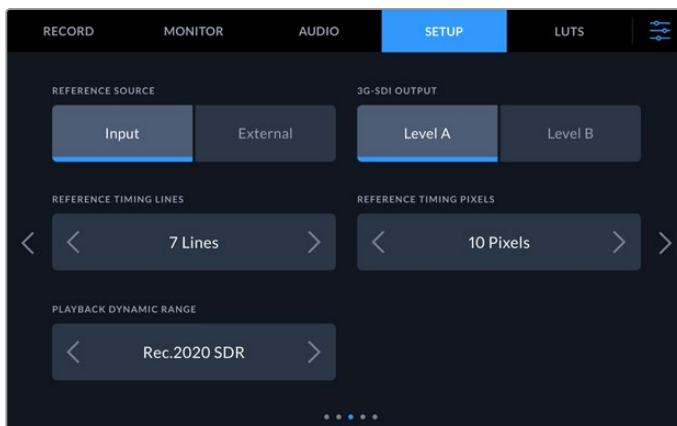 RECORD MONITOR AUDIO SETUP LUTS
REFERENCE SOURCE 3G-SDI OUTPUT
Input External Level A Level B
REFERENCE TIMING LINES REFERENCE TIMING PIXELS
7 Lines 10 Pixels
PLAYBACK DYNAMIC RANGE
Rec.2020 SDR